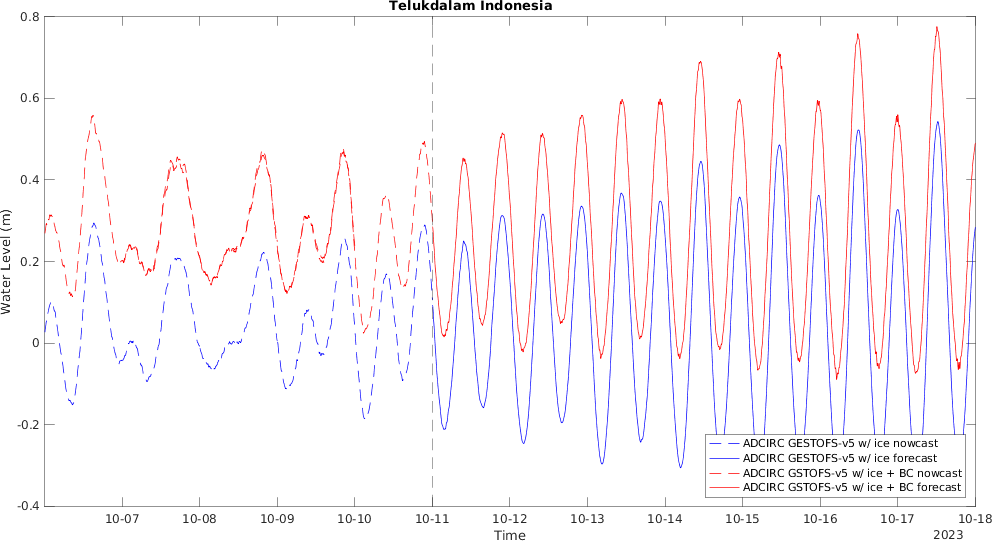 Telukdalam Indonesia
0.8
0.6
0.4
0.2
0
-0.2
-0.4
Water Level (m)
ADCIRC GESTOFS-v5 w/ ice nowcast
ADCIRC GESTOFS-v5 w/ ice forecast
ADCIRC GSTOFS-v5 w/ ice + BC nowcast
ADCIRC GSTOFS-v5 w/ ice + BC forecast
10-07 10-08 10-09 10-10 10-11 10-12 10-13 10-14 10-15 10-16 10-17 10-18
Time
2023